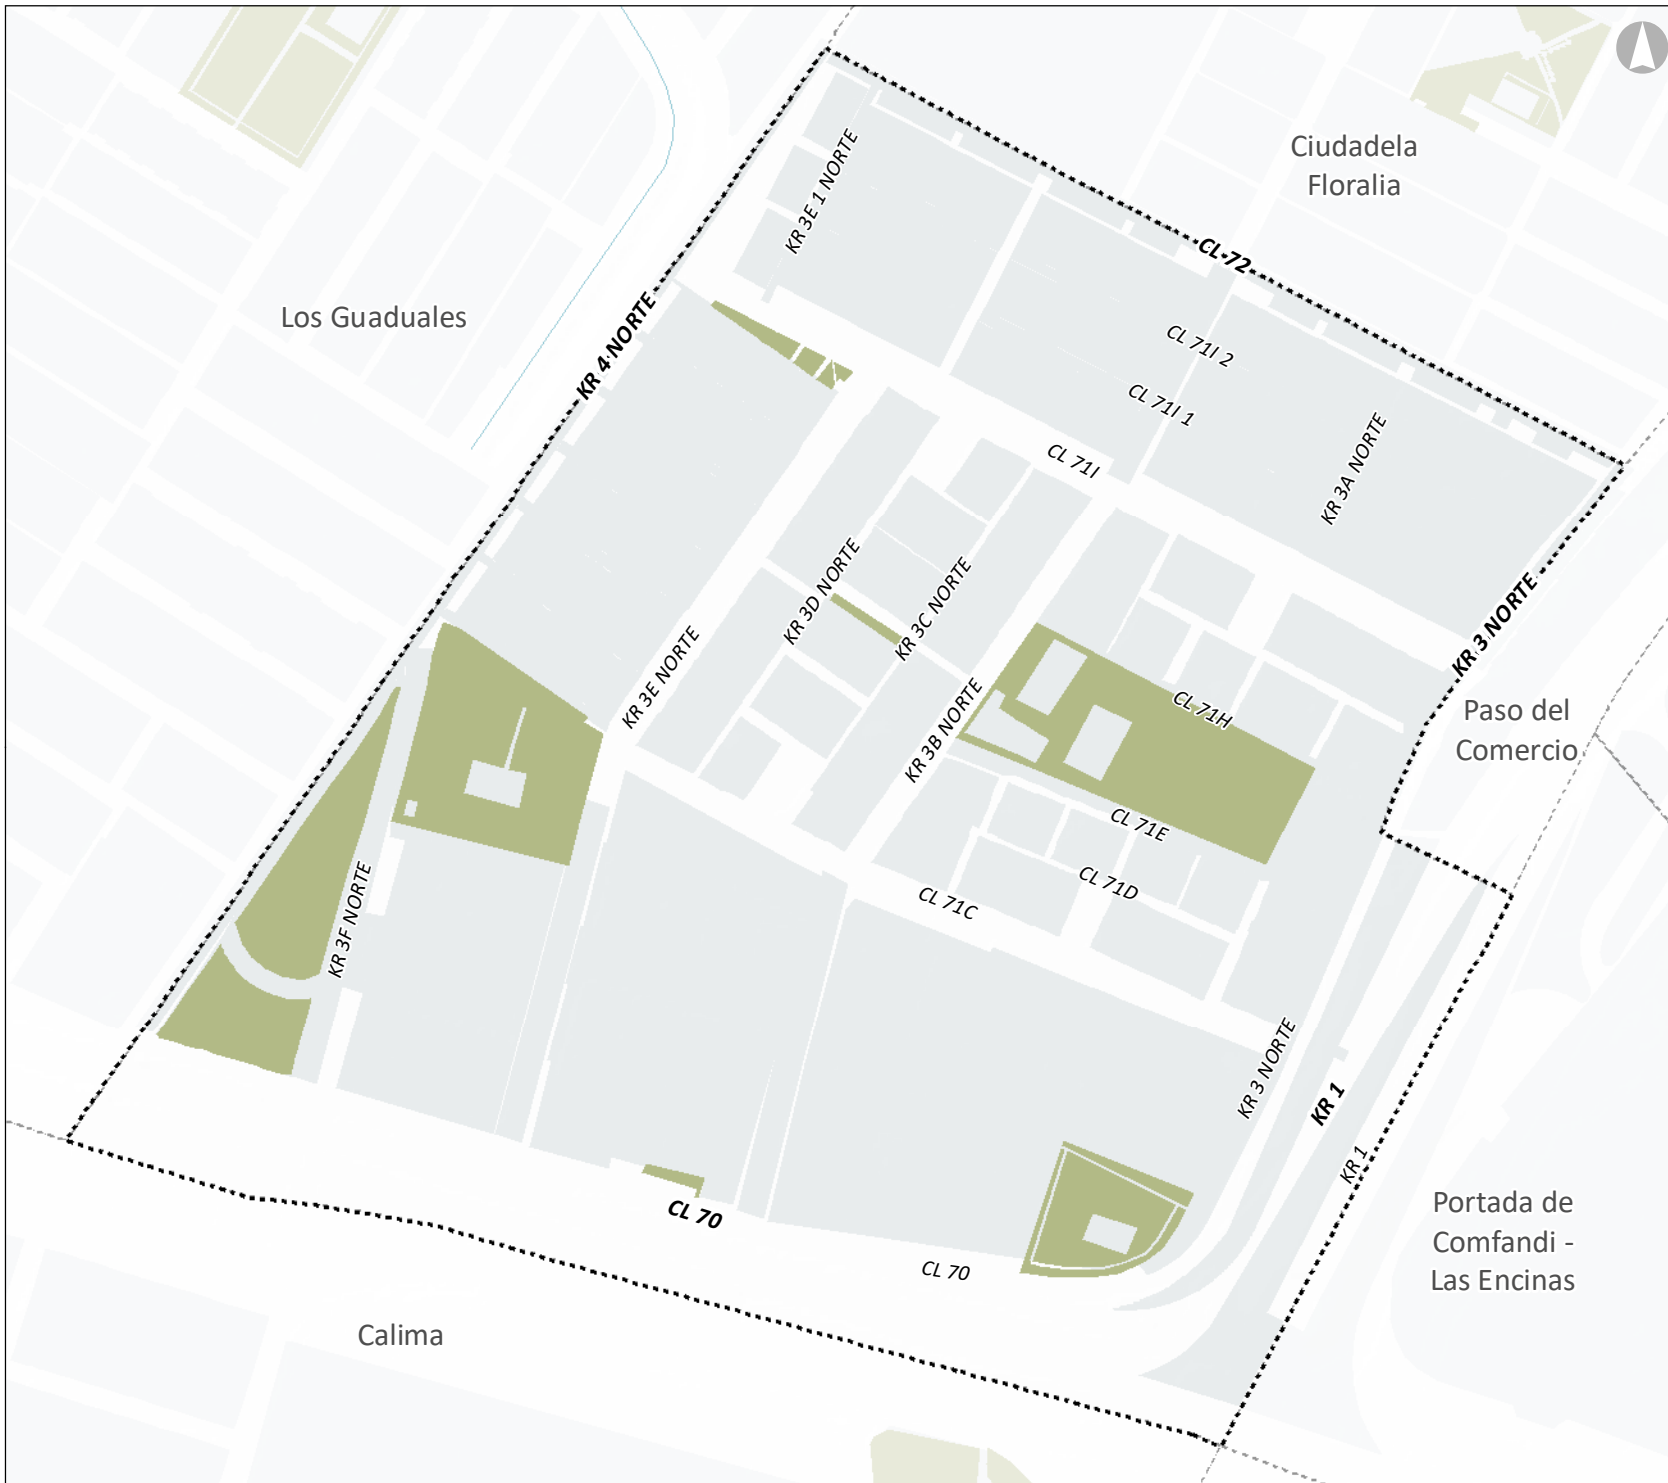 Ciudadela
Floralia
KR 3E 1 NORTE
CL 72
Los Guaduales
KR 4 NORTE
CL 71I 2
CL 71I 1
KR 3A NORTE
CL 71I
KR 3D NORTE
KR 3C NORTE
KR 3 NORTE
KR 3E NORTE
KR 3B NORTE
CL 71H
Paso del
Comercio
CL 71E
CL 71D
CL 71C
KR 3F NORTE
KR 3 NORTE
KR 1
KR 1
CL 70
CL 70
Portada de
Comfandi -
Las Encinas
Calima